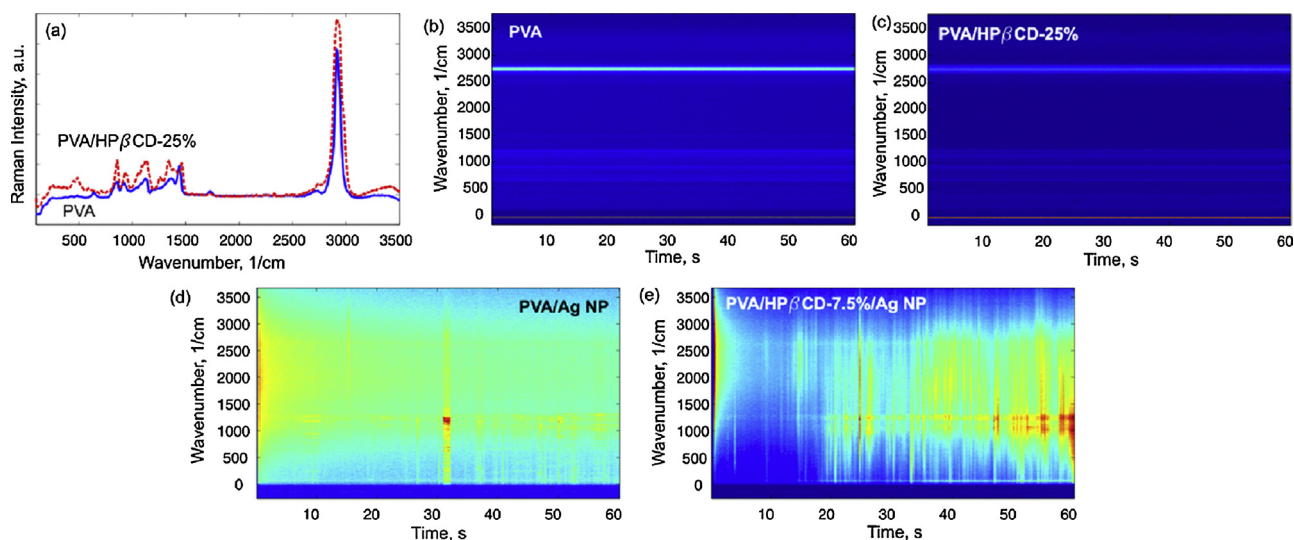 (a)
Raman Intensity, a.u.
PVA/HPβCD-25%
PVA
500 1000 1500 2000 2500 3000 3500
Wavenumber, 1/cm
(b)
PVA
Wavenumber, 1/cm
3500
3000
2500
2000
1500
1000
500
0
10 20 30 40 50 60
Time, s
(c)
PVA/HPβCD-25%
Wavenumber, 1/cm
3500
3000
2500
2000
1500
1000
500
0
10 20 30 40 50 60
Time, s
(d)
PVA/Ag NP
Wavenumber, 1/cm
3500
3000
2500
2000
1500
1000
500
0
10 20 30 40 50 60
Time, s
(e)
PVA/HPβCD-7.5%/Ag NP
Wavenumber, 1/cm
3500
3000
2500
2000
1500
1000
500
0
10 20 30 40 50 60
Time, s